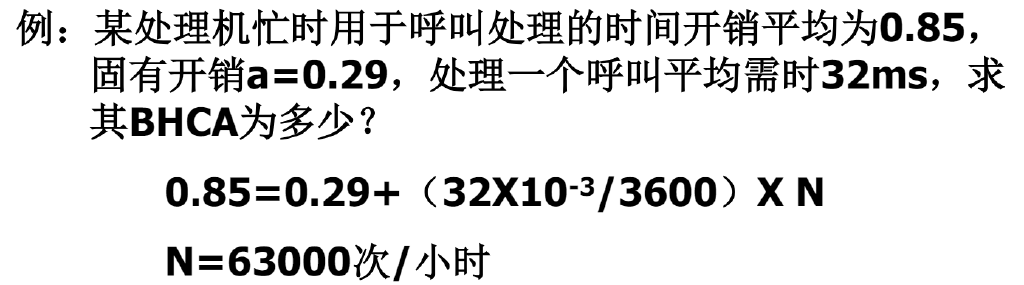 例：某处理机忙时用于呼叫处理的时间开销平均为0.85，
固有开销a=0.29，处理一个呼叫平均需时32ms，求
其BHCA为多少？
0.85=0.29+（32X10-3/3600）X N
N=63000次/小时